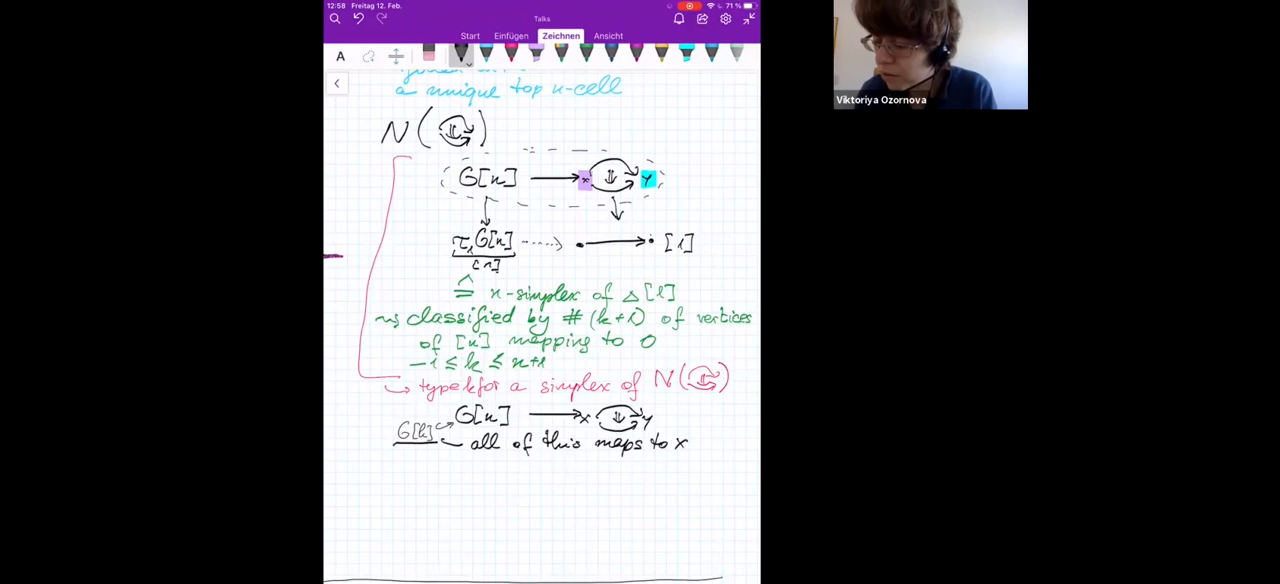 12:58 Freitag 12. Feb.
71 %
Talks
Start Einfügen Zeichnen Ansicht
A
a unique top n-cell
N( )
O[n] → x ⇓ y
τ₁O[n] ⇢ • → • [1]
[n]
≙ n-simplex of Δ[1]
⇝ classified by # (k+1) of vertices
of [n] mapping to 0
-1 ≤ k ≤ n+1
↪ type k for a simplex of N( )
O[n] → x ⇓ y
O[k] ↪
all of this maps to x
Viktoriya Ozornova